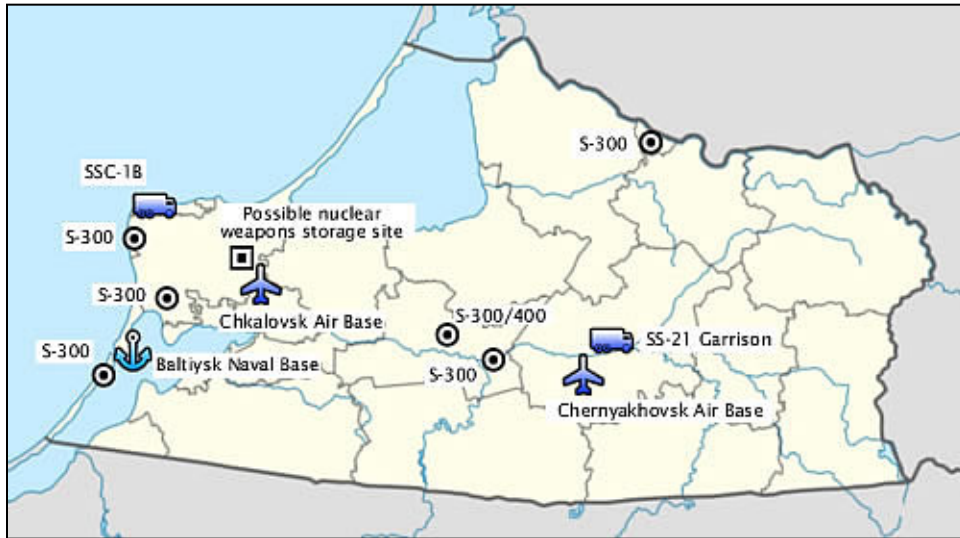 S-300
SSC-1B
Possible nuclear
weapons storage site
S-300
S-300
Chkalovsk Air Base
S-300/400
S-300
Baltiysk Naval Base
S-300
SS-21 Garrison
Chernyakhovsk Air Base